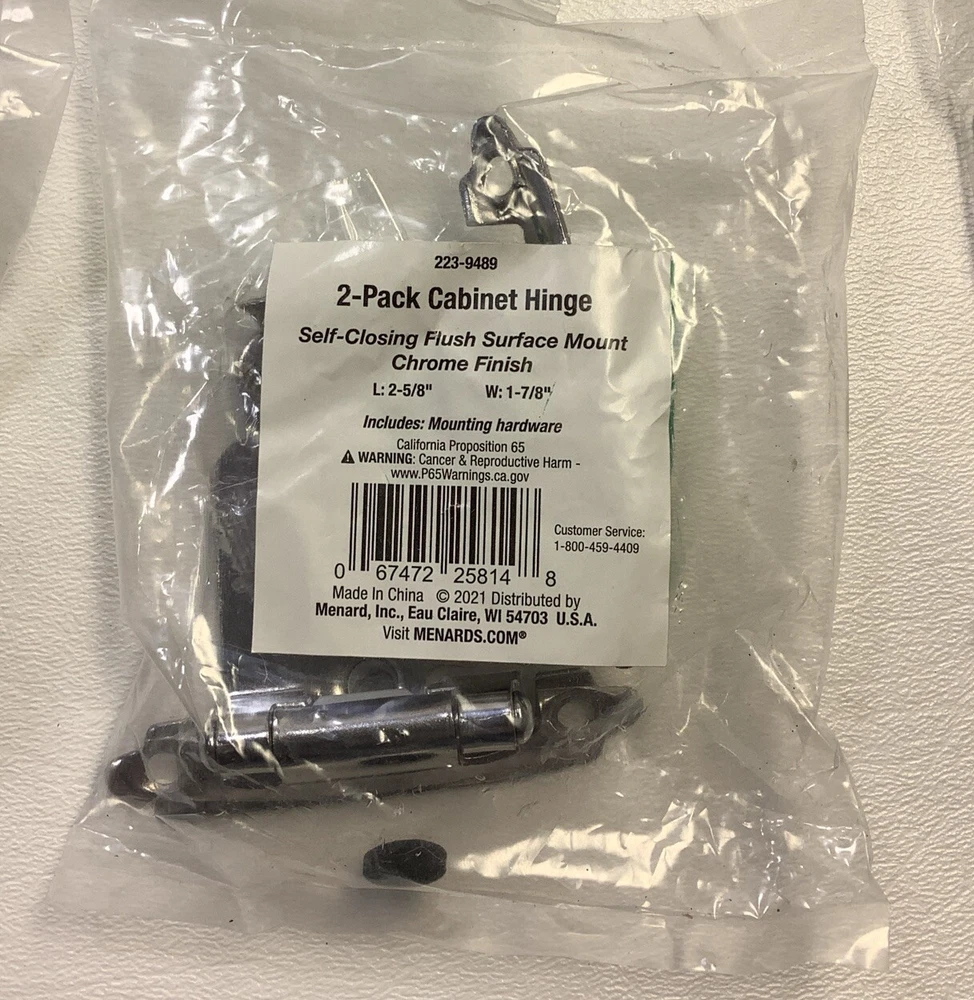 223-9489
2-Pack Cabinet Hinge
Self-Closing Flush Surface Mount
Chrome Finish
L: 2-5/8" W: 1-7/8"
Includes: Mounting hardware
California Proposition 65
⚠ WARNING: Cancer & Reproductive Harm -
www.P65Warnings.ca.gov
Customer Service:
1-800-459-4409
0 67472 25814 8
Made In China © 2021 Distributed by
Menard, Inc., Eau Claire, WI 54703 U.S.A.
Visit MENARDS.COM®